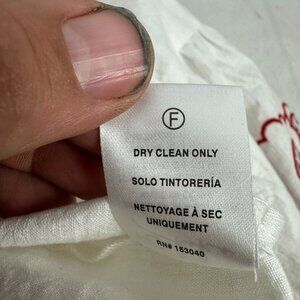 F
DRY CLEAN ONLY
SOLO TINTORERÍA
NETTOYAGE À SEC
UNIQUEMENT
RN# 153040